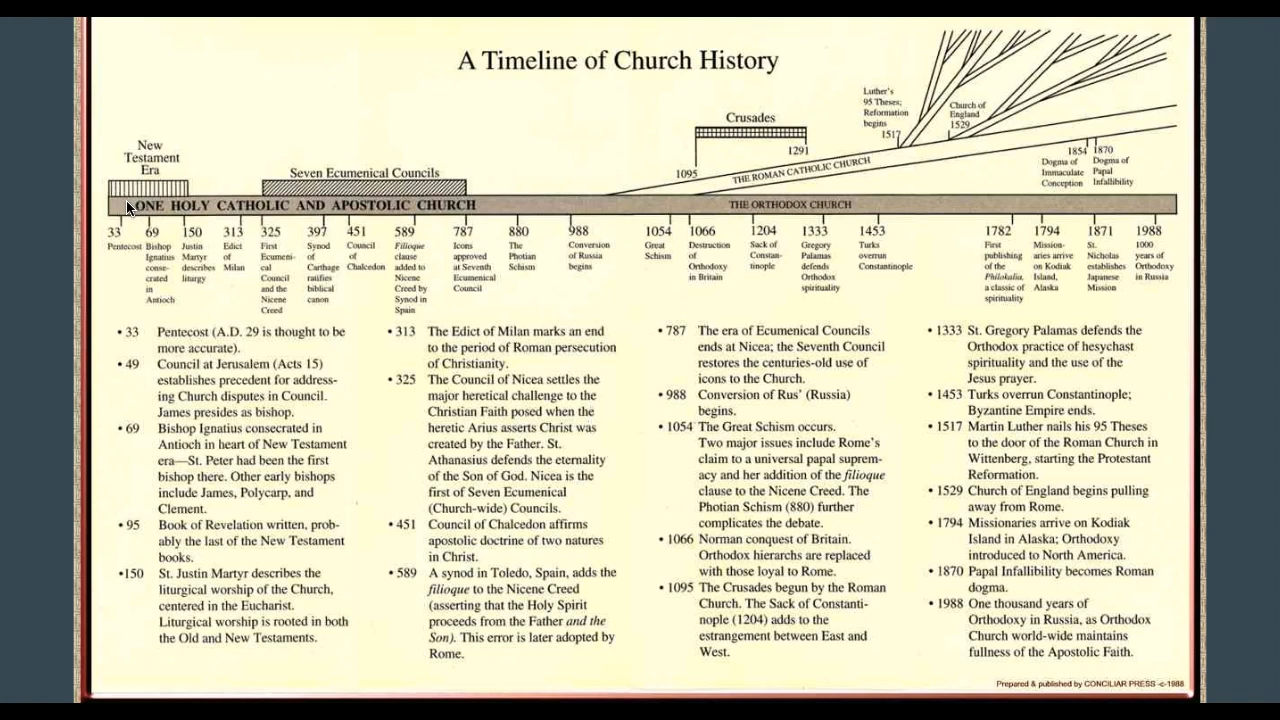 A Timeline of Church History
Luther's
95 Theses;
Reformation
begins
1517
Church of
England
1529
Crusades
1291
1095
THE ROMAN CATHOLIC CHURCH
1854
Dogma of
Immaculate
Conception
1870
Dogma of
Papal
Infallibility
New
Testament
Era
Seven Ecumenical Councils
ONE HOLY CATHOLIC AND APOSTOLIC CHURCH
THE ORTHODOX CHURCH
33
Pentecost
69
Bishop
Ignatius
conse-
crated
in
Antioch
150
Justin
Martyr
describes
liturgy
313
Edict
of
Milan
325
First
Ecumeni-
cal
Council
and the
Nicene
Creed
397
Synod
of
Carthage
ratifies
biblical
canon
451
Council
of
Chalcedon
589
Filioque
clause
added to
Nicene
Creed by
Synod in
Spain
787
Icons
approved
at Seventh
Ecumenical
Council
880
The
Photian
Schism
988
Conversion
of Russia
begins
1054
Great
Schism
1066
Destruction
of
Orthodoxy
in Britain
1204
Sack of
Constan-
tinople
1333
Gregory
Palamas
defends
Orthodox
spirituality
1453
Turks
overrun
Constantinople
1782
First
publishing
of the
Philokalia,
a classic of
spirituality
1794
Mission-
aries arrive
on Kodiak
Island,
Alaska
1871
St.
Nicholas
establishes
Japanese
Mission
1988
1000
years of
Orthodoxy
in Russia
• 33 Pentecost (A.D. 29 is thought to be
more accurate).
• 49 Council at Jerusalem (Acts 15)
establishes precedent for address-
ing Church disputes in Council.
James presides as bishop.
• 69 Bishop Ignatius consecrated in
Antioch in heart of New Testament
era—St. Peter had been the first
bishop there. Other early bishops
include James, Polycarp, and
Clement.
• 95 Book of Revelation written, prob-
ably the last of the New Testament
books.
•150 St. Justin Martyr describes the
liturgical worship of the Church,
centered in the Eucharist.
Liturgical worship is rooted in both
the Old and New Testaments.
• 313 The Edict of Milan marks an end
to the period of Roman persecution
of Christianity.
• 325 The Council of Nicea settles the
major heretical challenge to the
Christian Faith posed when the
heretic Arius asserts Christ was
created by the Father. St.
Athanasius defends the eternality
of the Son of God. Nicea is the
first of Seven Ecumenical
(Church-wide) Councils.
• 451 Council of Chalcedon affirms
apostolic doctrine of two natures
in Christ.
• 589 A synod in Toledo, Spain, adds the
filioque to the Nicene Creed
(asserting that the Holy Spirit
proceeds from the Father and the
Son). This error is later adopted by
Rome.
• 787 The era of Ecumenical Councils
ends at Nicea; the Seventh Council
restores the centuries-old use of
icons to the Church.
• 988 Conversion of Rus' (Russia)
begins.
• 1054 The Great Schism occurs.
Two major issues include Rome's
claim to a universal papal suprem-
acy and her addition of the filioque
clause to the Nicene Creed. The
Photian Schism (880) further
complicates the debate.
• 1066 Norman conquest of Britain.
Orthodox hierarchs are replaced
with those loyal to Rome.
• 1095 The Crusades begun by the Roman
Church. The Sack of Constanti-
nople (1204) adds to the
estrangement between East and
West.
• 1333 St. Gregory Palamas defends the
Orthodox practice of hesychast
spirituality and the use of the
Jesus prayer.
• 1453 Turks overrun Constantinople;
Byzantine Empire ends.
• 1517 Martin Luther nails his 95 Theses
to the door of the Roman Church in
Wittenberg, starting the Protestant
Reformation.
• 1529 Church of England begins pulling
away from Rome.
• 1794 Missionaries arrive on Kodiak
Island in Alaska; Orthodoxy
introduced to North America.
• 1870 Papal Infallibility becomes Roman
dogma.
• 1988 One thousand years of
Orthodoxy in Russia, as Orthodox
Church world-wide maintains
fullness of the Apostolic Faith.
Prepared & published by CONCILIAR PRESS -c-1988